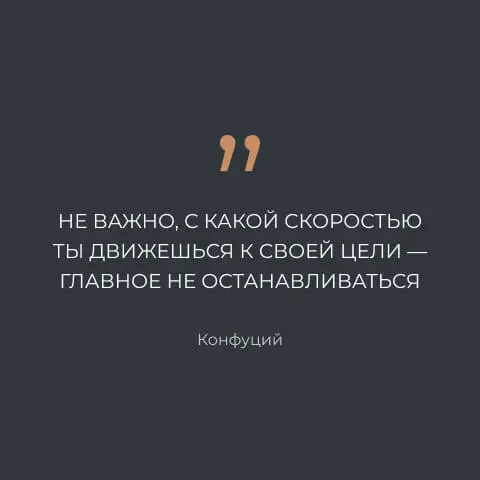 ”
НЕ ВАЖНО, С КАКОЙ СКОРОСТЬЮ
ТЫ ДВИЖЕШЬСЯ К СВОЕЙ ЦЕЛИ —
ГЛАВНОЕ НЕ ОСТАНАВЛИВАТЬСЯ
Конфуций